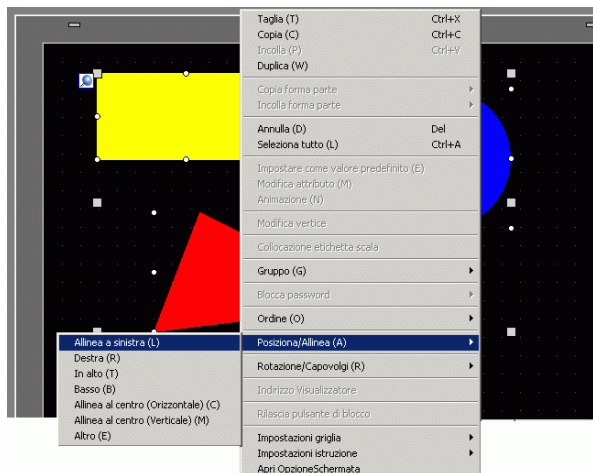 Taglia (T) Ctrl+X
Copia (C) Ctrl+C
Incolla (P) Ctrl+V
Duplica (W)
Copia forma parte
Incolla forma parte
Annulla (D) Del
Seleziona tutto (L) Ctrl+A
Impostare come valore predefinito (E)
Modifica attributo (M)
Animazione (N)
Modifica vertice
Collocazione etichetta scala
Gruppo (G)
Blocca password
Ordine (O)
Posiziona/Allinea (A)
Rotazione/Capovolgi (R)
Indirizzo Visualizzatore
Rilascia pulsante di blocco
Impostazioni griglia
Impostazioni istruzione
Apri OpzioneSchermata
Allinea a sinistra (L)
Destra (R)
In alto (T)
Basso (B)
Allinea al centro (Orizzontale) (C)
Allinea al centro (Verticale) (M)
Altro (E)